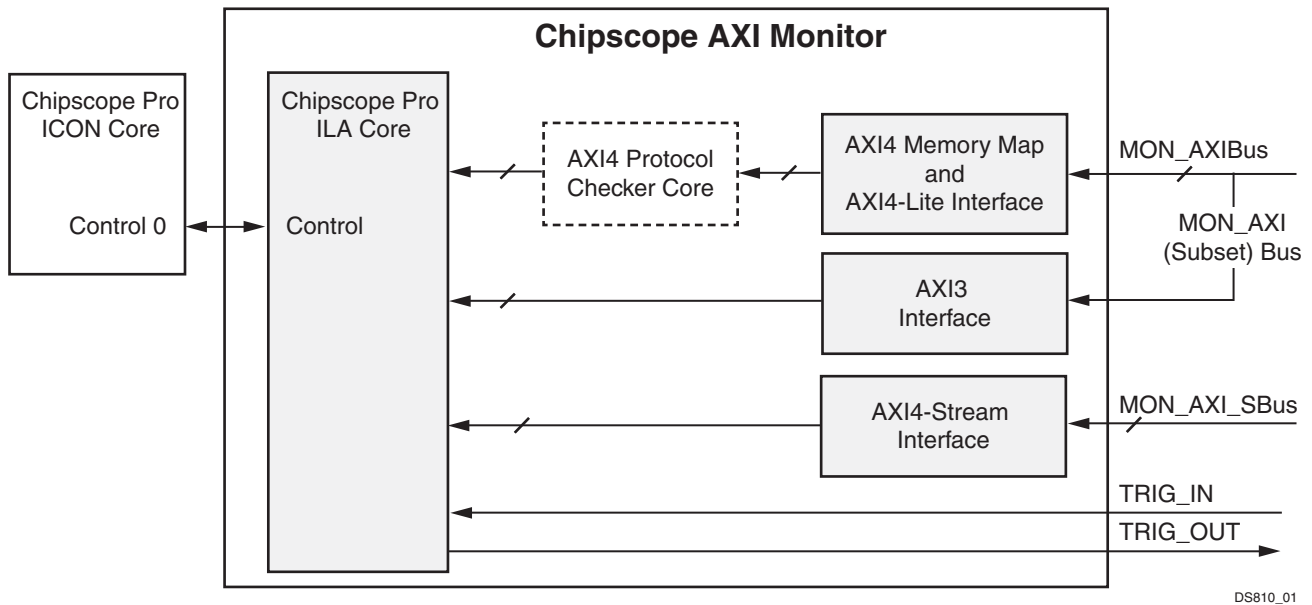 Chipscope AXI Monitor
Chipscope Pro
ICON Core
Control 0
Chipscope Pro
ILA Core
Control
AXI4 Protocol
Checker Core
AXI4 Memory Map
and
AXI4-Lite Interface
MON_AXIBus
MON_AXI
(Subset) Bus
AXI3
Interface
AXI4-Stream
Interface
MON_AXI_SBus
TRIG_IN
TRIG_OUT
DS810_01